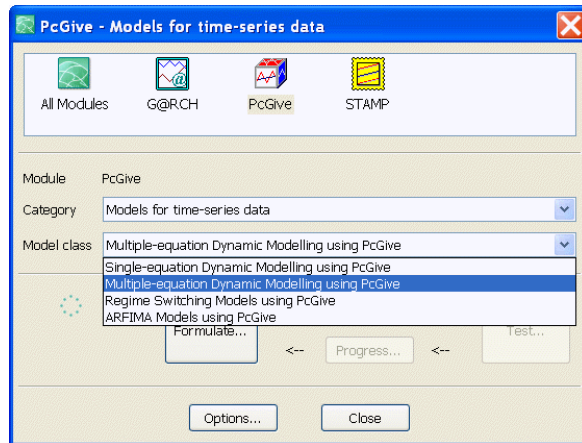 PcGive - Models for time-series data
All Modules G@RCH PcGive STAMP
Module PcGive
Category Models for time-series data
Model class Multiple-equation Dynamic Modelling using PcGive
Single-equation Dynamic Modelling using PcGive
Multiple-equation Dynamic Modelling using PcGive
Regime Switching Models using PcGive
ARFIMA Models using PcGive
Formulate... <-- Progress... <-- Test...
Options... Close